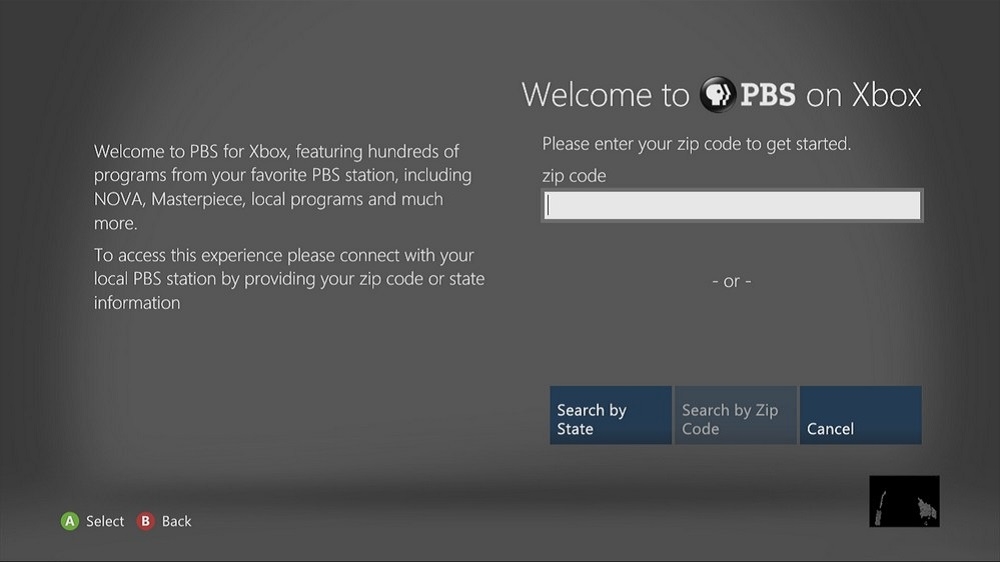 Welcome to PBS on Xbox
Welcome to PBS for Xbox, featuring hundreds of
programs from your favorite PBS station, including
NOVA, Masterpiece, local programs and much
more.
To access this experience please connect with your
local PBS station by providing your zip code or state
information
Please enter your zip code to get started.
zip code
- or -
Search by
State
Search by Zip
Code
Cancel
A Select B Back